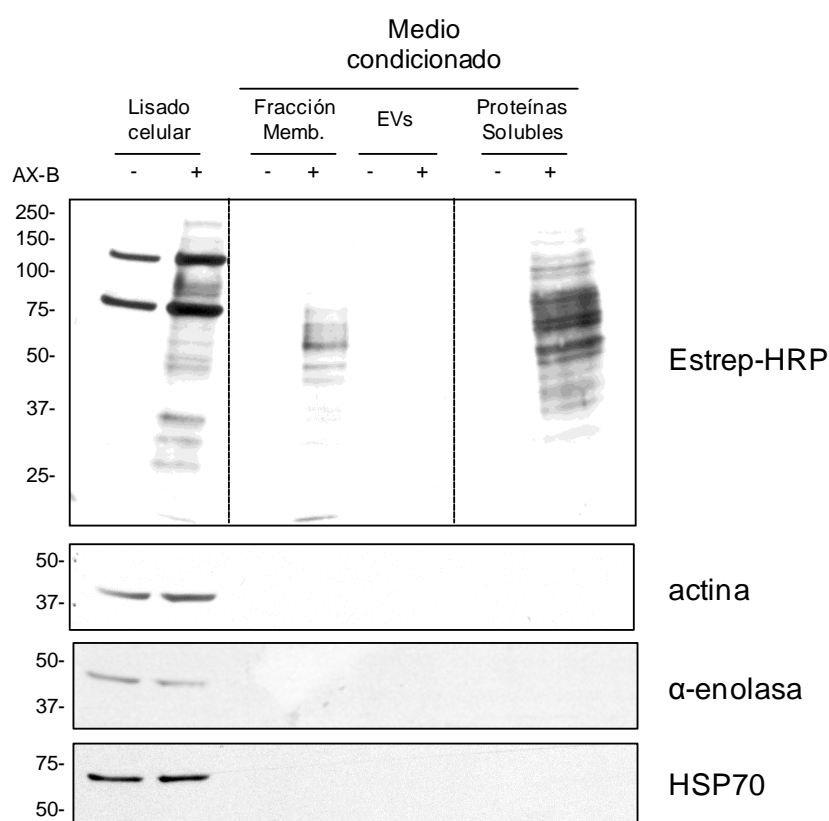 Medio
condicionado
Lisado
celular
Fracción
Memb.
EVs
Proteínas
Solubles
AX-B - + - + - + - +
250-
150-
100-
75-
50-
37-
25-
Estrep-HRP
50-
37-
actina
50-
37-
α-enolasa
75-
50-
HSP70